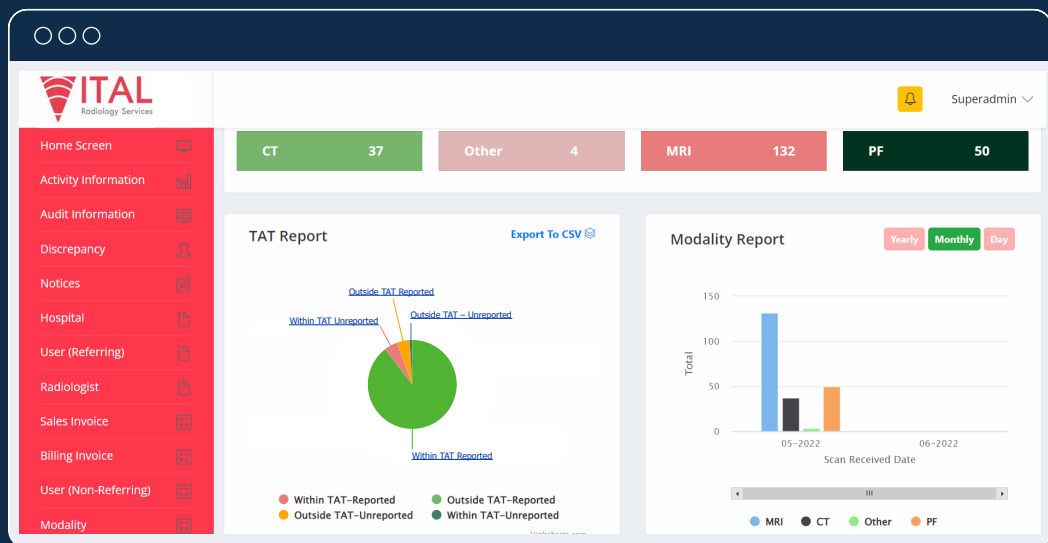 VITAL
Radiology Services
Superadmin
Home Screen
Activity Information
Audit Information
Discrepancy
Notices
Hospital
User (Referring)
Radiologist
Sales Invoice
Billing Invoice
User (Non-Referring)
Modality
CT 37
Other 4
MRI 132
PF 50
TAT Report
Export To CSV
Outside TAT Reported
Outside TAT – Unreported
Within TAT Unreported
Within TAT Reported
Within TAT-Reported
Outside TAT-Reported
Outside TAT-Unreported
Within TAT-Unreported
Modality Report
Yearly Monthly Day
150
100
50
0
Total
05-2022 06-2022
Scan Received Date
MRI CT Other PF